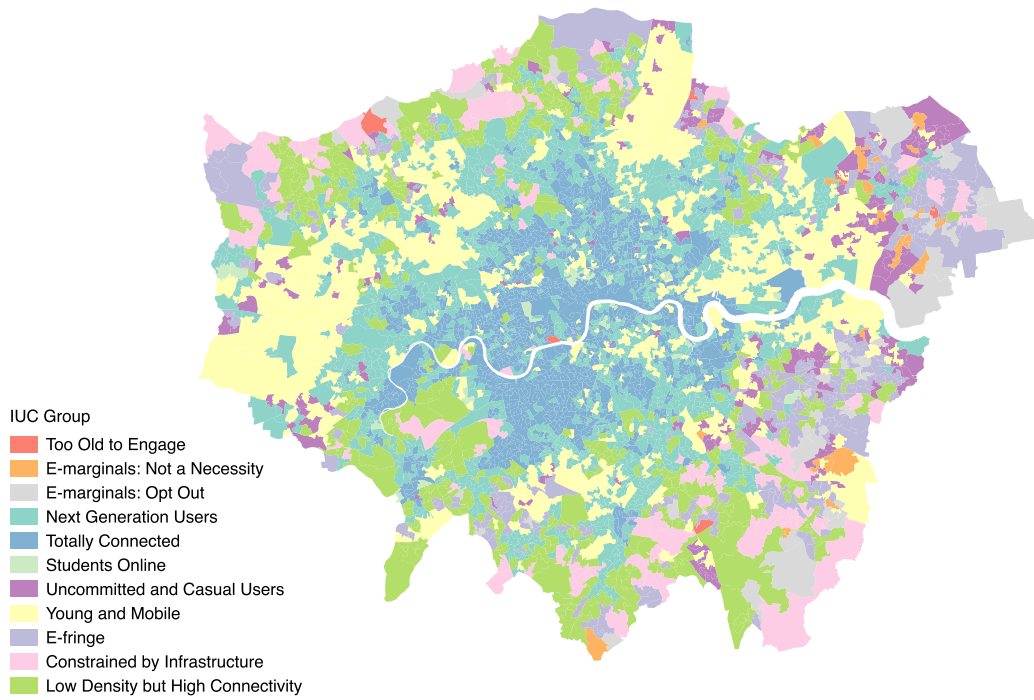 IUC Group
Too Old to Engage
E-marginals: Not a Necessity
E-marginals: Opt Out
Next Generation Users
Totally Connected
Students Online
Uncommitted and Casual Users
Young and Mobile
E-fringe
Constrained by Infrastructure
Low Density but High Connectivity